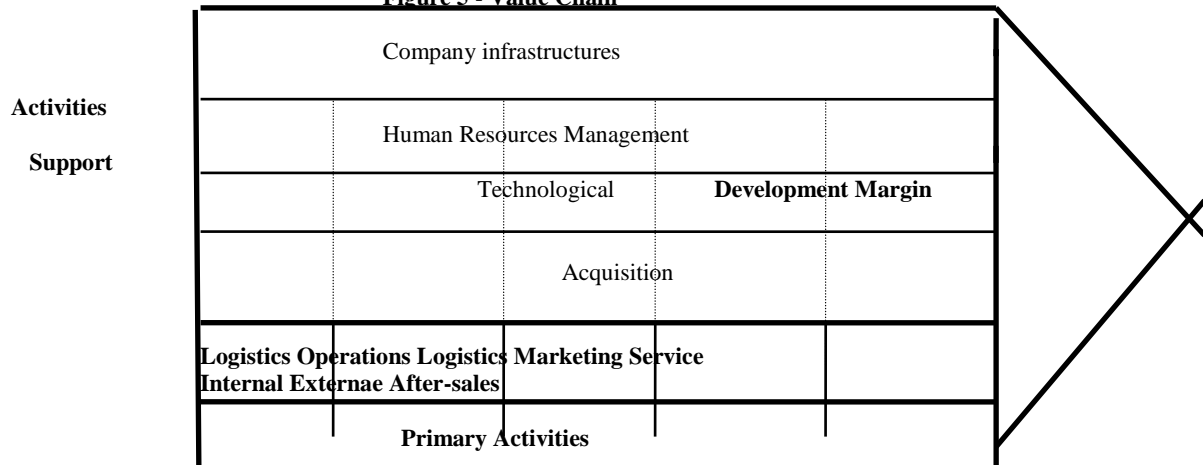 Figure 5 - Value Chain
Company infrastructures
Activities
Human Resources Management
Support
Technological Development Margin
Acquisition
Logistics Operations Logistics Marketing Service
Internal Externae After-sales
Primary Activities